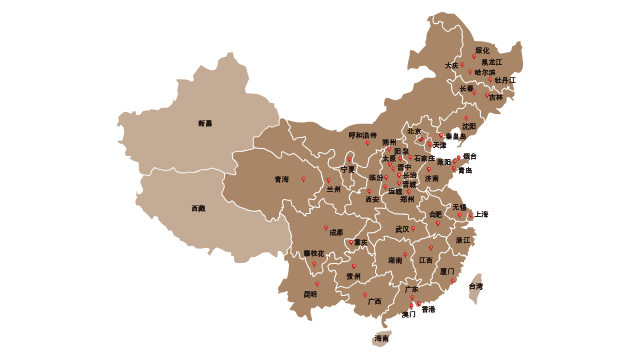 绥化
黑龙江
大庆
哈尔滨
牡丹江
长春
吉林
沈阳
新疆
呼和浩特
北京
秦皇岛
天津
朔州
阳泉
太原
石家庄
烟台
宁夏
晋中
莱阳
青岛
青海
兰州
临汾
长治
济南
晋城
运城
西安
郑州
西藏
无锡
合肥
上海
成都
武汉
重庆
浙江
攀枝花
湖南
江西
贵州
厦门
昆明
广西
广东
台湾
香港
澳门
海南